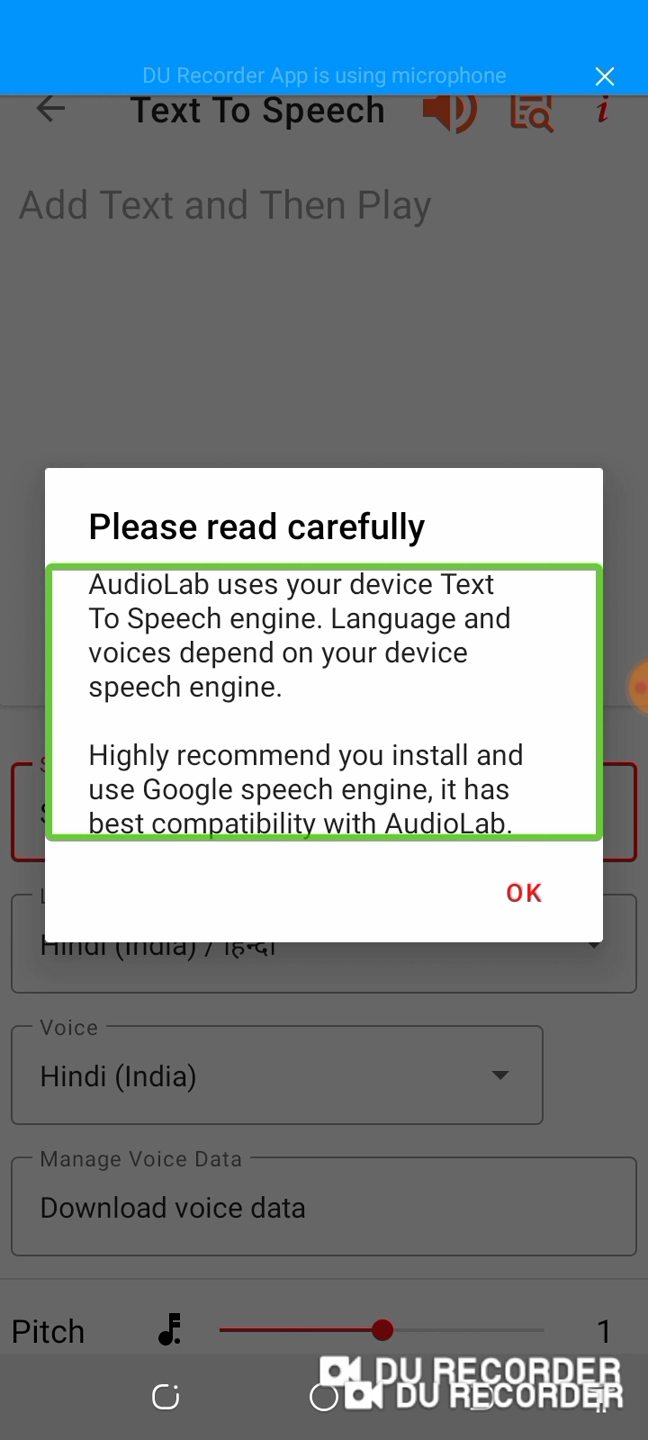 DU Recorder App is using microphone
Text To Speech
Add Text and Then Play
Please read carefully
AudioLab uses your device Text
To Speech engine. Language and
voices depend on your device
speech engine.
Highly recommend you install and
use Google speech engine, it has
best compatibility with AudioLab.
OK
Hindi (India) / हिन्दी
Voice
Hindi (India)
Manage Voice Data
Download voice data
Pitch
1
DU RECORDER
DU RECORDER